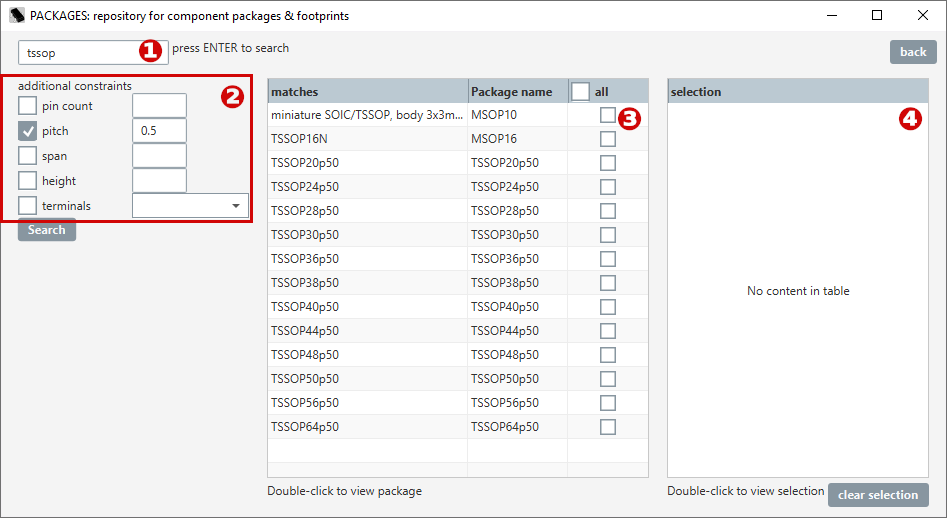 PACKAGES: repository for component packages & footprints
tssop
1
press ENTER to search
back
additional constraints
2
pin count
pitch
0.5
span
height
terminals
Search
matches Package name all
miniature SOIC/TSSOP, body 3x3m... MSOP10
3
TSSOP16N MSOP16
TSSOP20p50 TSSOP20p50
TSSOP24p50 TSSOP24p50
TSSOP28p50 TSSOP28p50
TSSOP30p50 TSSOP30p50
TSSOP36p50 TSSOP36p50
TSSOP38p50 TSSOP38p50
TSSOP40p50 TSSOP40p50
TSSOP44p50 TSSOP44p50
TSSOP48p50 TSSOP48p50
TSSOP50p50 TSSOP50p50
TSSOP56p50 TSSOP56p50
TSSOP64p50 TSSOP64p50
Double-click to view package
selection
4
No content in table
Double-click to view selection
clear selection